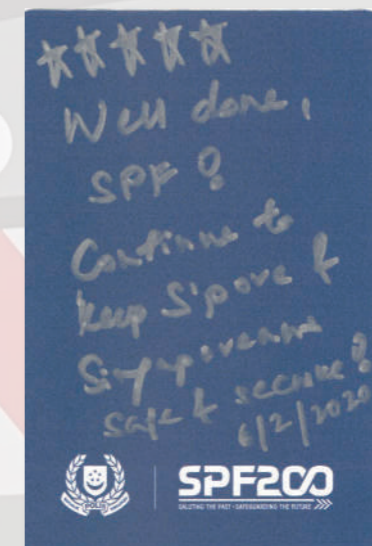 Well done,
SPF!
Continue to
keep S'pore &
Singaporeans
safe & secure!
6/2/2020
POLIS
SPF200
SALUTING THE PAST • SAFEGUARDING THE FUTURE